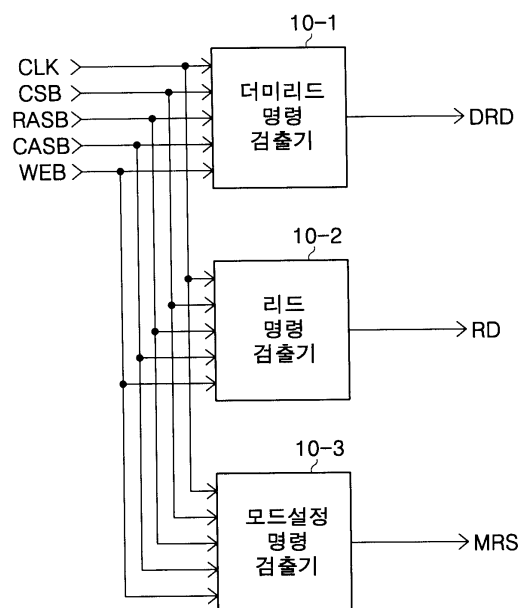 10-1
CLK
CSB
RASB
CASB
WEB
더미리드
명령
검출기
DRD
10-2
리드
명령
검출기
RD
10-3
모드설정
명령
검출기
MRS